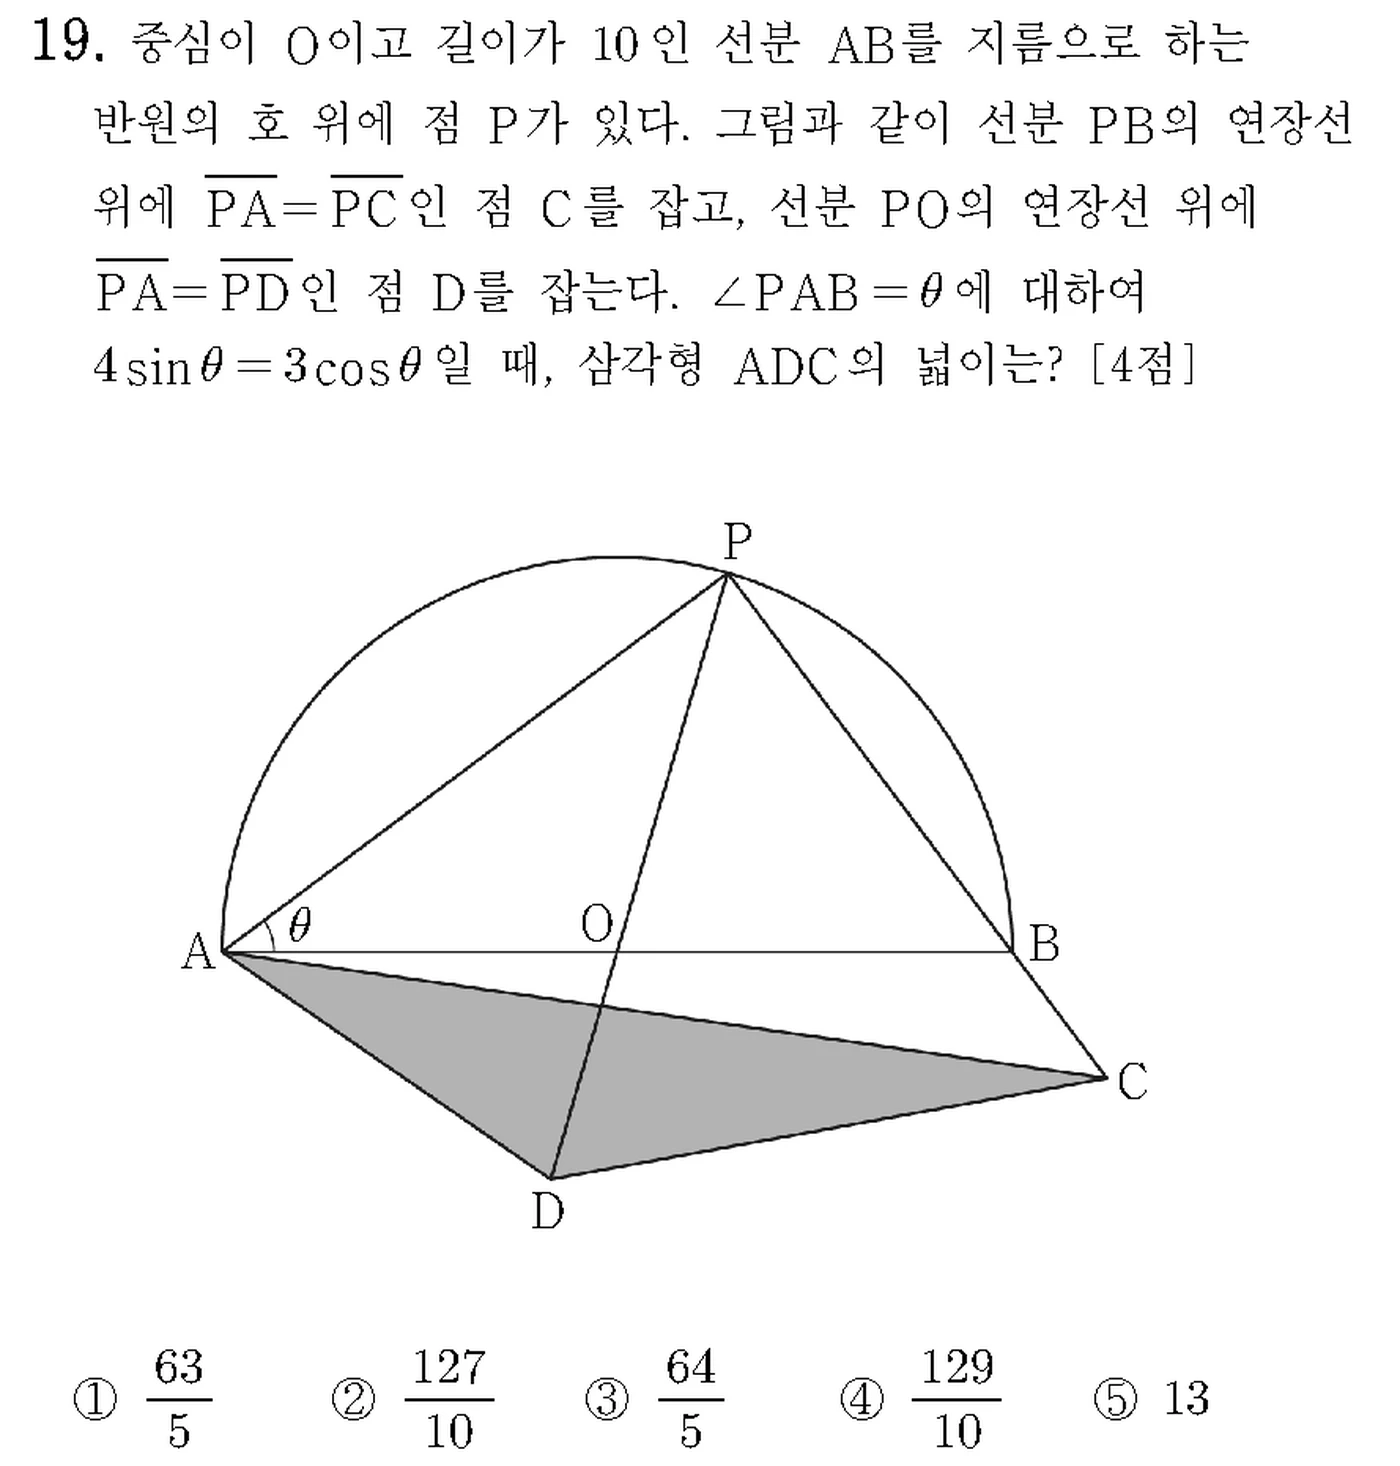 19. 중심이 O이고 길이가 10인 선분 AB를 지름으로 하는
반원의 호 위에 점 P가 있다. 그림과 같이 선분 PB의 연장선
위에 \overline{PA}=\overline{PC}인 점 C를 잡고, 선분 PO의 연장선 위에
\overline{PA}=\overline{PD}인 점 D를 잡는다. ∠PAB=θ에 대하여
4sinθ=3cosθ일 때, 삼각형 ADC의 넓이는? [4점]
P
θ
O
A
B
C
D
① 63/5 ② 127/10 ③ 64/5 ④ 129/10 ⑤ 13